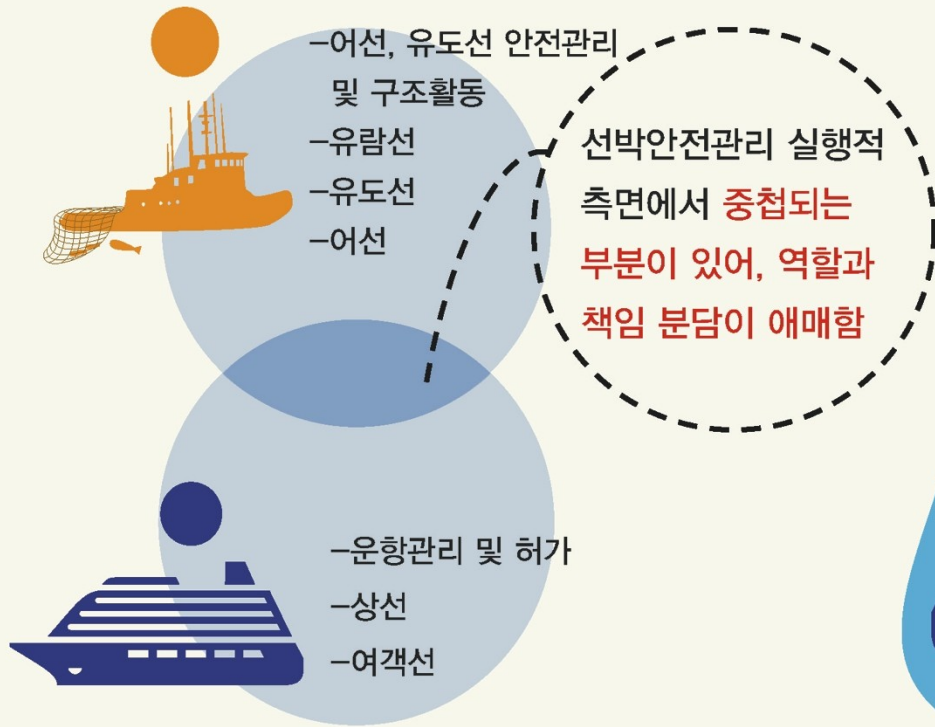 –어선, 유도선 안전관리
및 구조활동
–유람선
–유도선
–어선
선박안전관리 실행적
측면에서 중첩되는
부분이 있어, 역할과
책임 분담이 애매함
–운항관리 및 허가
–상선
–여객선